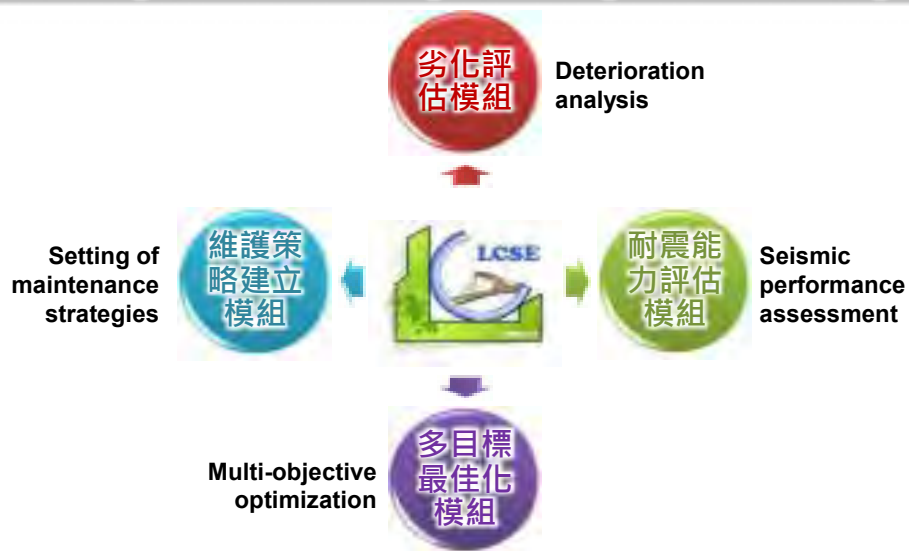 劣化評
估模組
Deterioration
analysis
Setting of
maintenance
strategies
維護策
略建立
模組
LCSE
耐震能
力評估
模組
Seismic
performance
assessment
Multi-objective
optimization
多目標
最佳化
模組